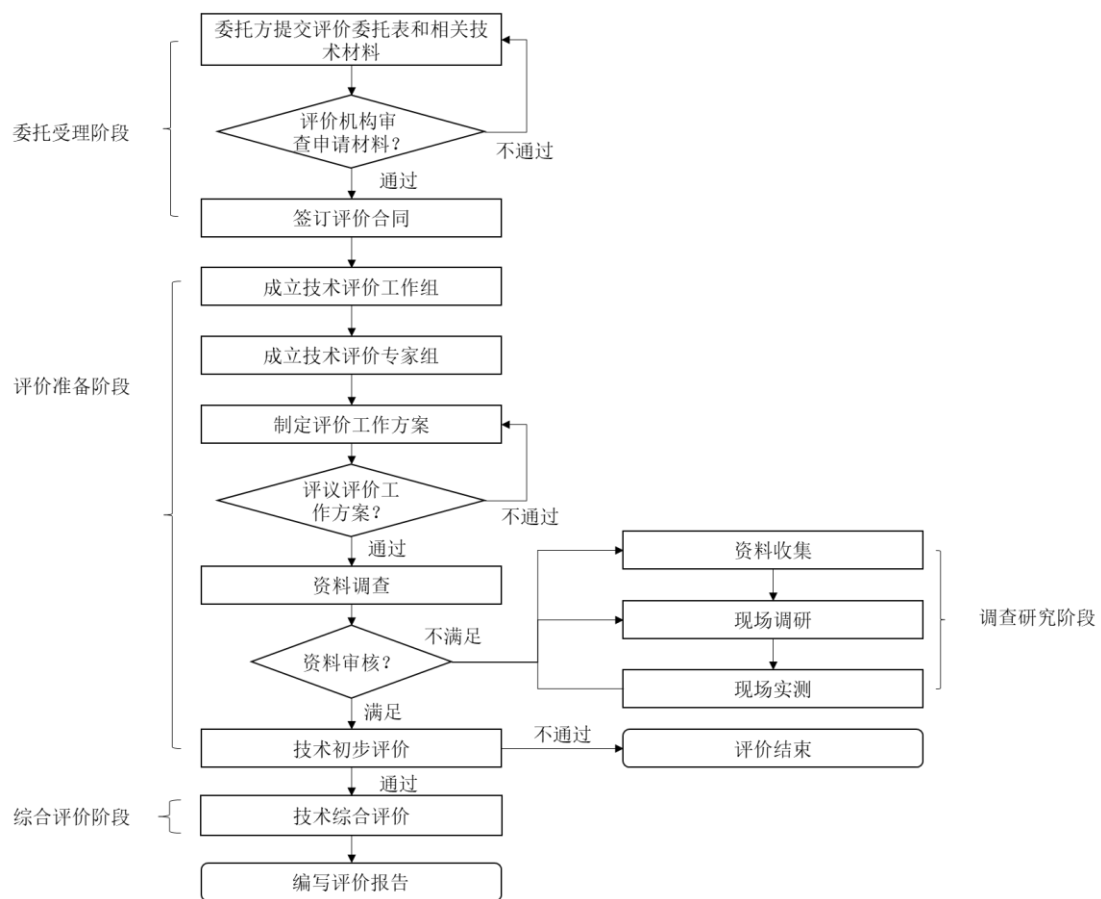 委托方提交评价委托表和相关技
术材料
委托受理阶段
评价机构审
查申请材料？
不通过
通过
签订评价合同
成立技术评价工作组
成立技术评价专家组
评价准备阶段
制定评价工作方案
评议评价工
作方案？
不通过
通过
资料收集
资料调查
现场调研
调查研究阶段
不满足
资料审核？
现场实测
满足
不通过
技术初步评价
评价结束
通过
综合评价阶段
技术综合评价
编写评价报告